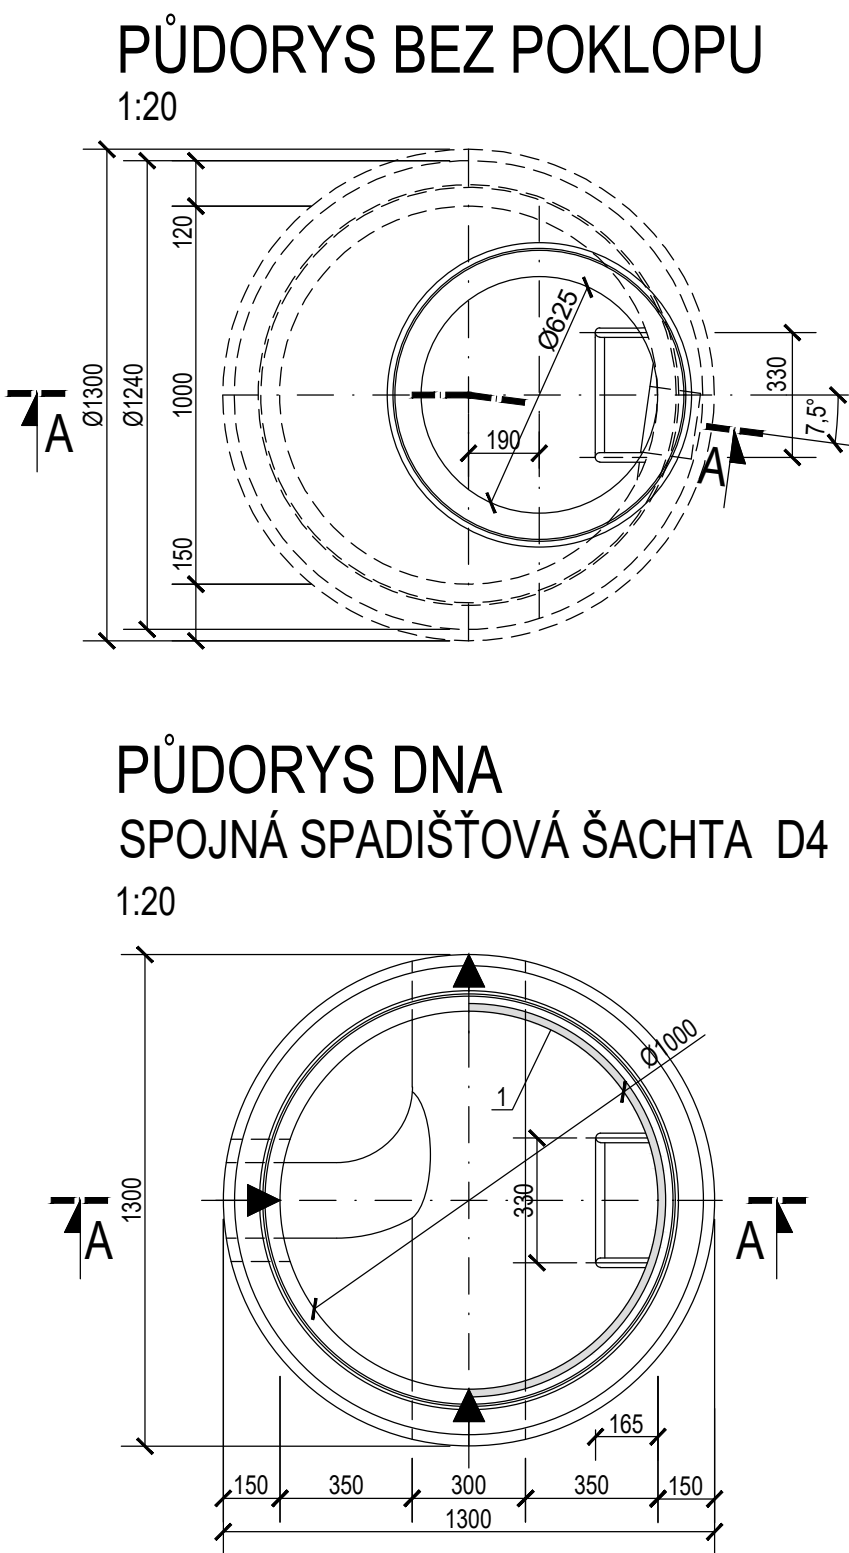 PŮDORYS BEZ POKLOPU
1:20
120
Ø625
Ø1300
Ø1240
1000
330
7,5°
A
190
A
150
PŮDORYS DNA
SPOJNÁ SPADIŠŤOVÁ ŠACHTA D4
1:20
Ø1000
1
1300
330
A
A
165
150
350
300
350
150
1300